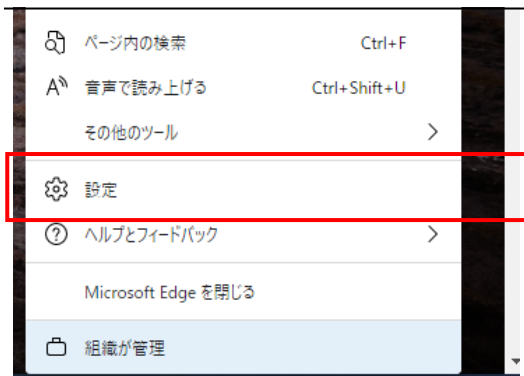 ページ内の検索 Ctrl+F
音声で読み上げる Ctrl+Shift+U
その他のツール
設定
ヘルプとフィードバック
Microsoft Edge を閉じる
組織が管理